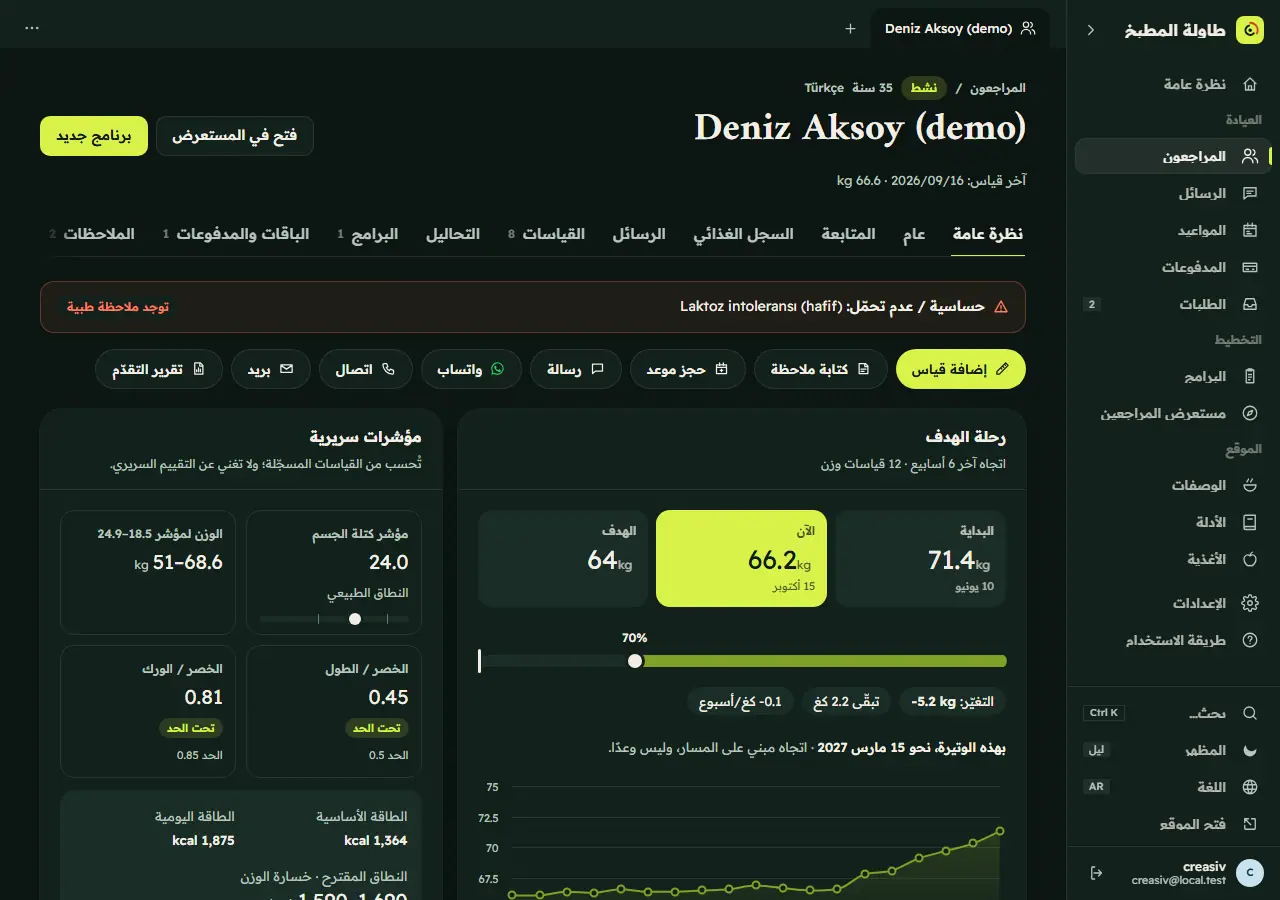 طاولة المطبخ
نظرة عامة
العيادة
المراجعون
الرسائل
المواعيد
المدفوعات
الطلبات 2
التخطيط
البرامج
مستعرض المراجعين
الموقع
الوصفات
الأدلة
الأغذية
الإعدادات
طريقة الاستخدام
بحث... Ctrl K
المظهر ليل
اللغة AR
فتح الموقع
creasiv
creasiv@local.test
C
Deniz Aksoy (demo)
المراجعون / نشط 35 سنة Türkçe
Deniz Aksoy (demo)
آخر قياس: 2026/09/16 · 66.6 kg
فتح في المستعرض
برنامج جديد
نظرة عامة
عام
المتابعة
السجل الغذائي
الرسائل
القياسات 8
التحاليل
البرامج 1
الباقات والمدفوعات 1
الملاحظات 2
حساسية / عدم تحمّل: Laktoz intoleransı (hafif)
توجد ملاحظة طبية
إضافة قياس
كتابة ملاحظة
حجز موعد
رسالة
واتساب
اتصال
بريد
تقرير التقدّم
رحلة الهدف
اتجاه آخر 6 أسابيع · 12 قياسات وزن
البداية
71.4kg
10 يونيو
الآن
66.2kg
15 أكتوبر
الهدف
64kg
70%
التغيّر: -5.2 kg
تبقّى 2.2 كغ
-0.1 كغ/أسبوع
بهذه الوتيرة، نحو 15 مارس 2027 · اتجاه مبني على المسار، وليس وعدًا.
75
72.5
70
67.5
مؤشرات سريرية
تُحسب من القياسات المسجّلة؛ ولا تغني عن التقييم السريري.
مؤشر كتلة الجسم
24.0
النطاق الطبيعي
الوزن لمؤشر 18.5–24.9
51–68.6 kg
الخصر / الطول
0.45
تحت الحد
الحد 0.5
الخصر / الورك
0.81
تحت الحد
الحد 0.85
الطاقة الأساسية
1,364 kcal
الطاقة اليومية
1,875 kcal
النطاق المقترح · خسارة الوزن